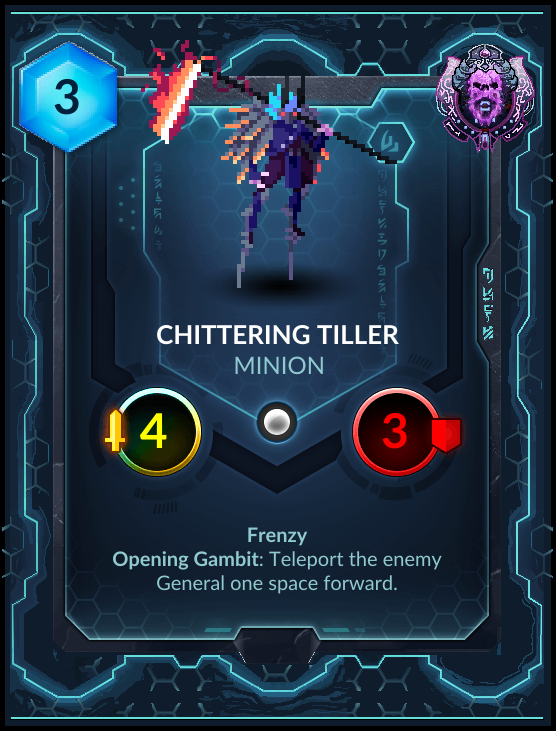 3
CHITTERING TILLER
MINION
4
3
Frenzy
Opening Gambit: Teleport the enemy
General one space forward.